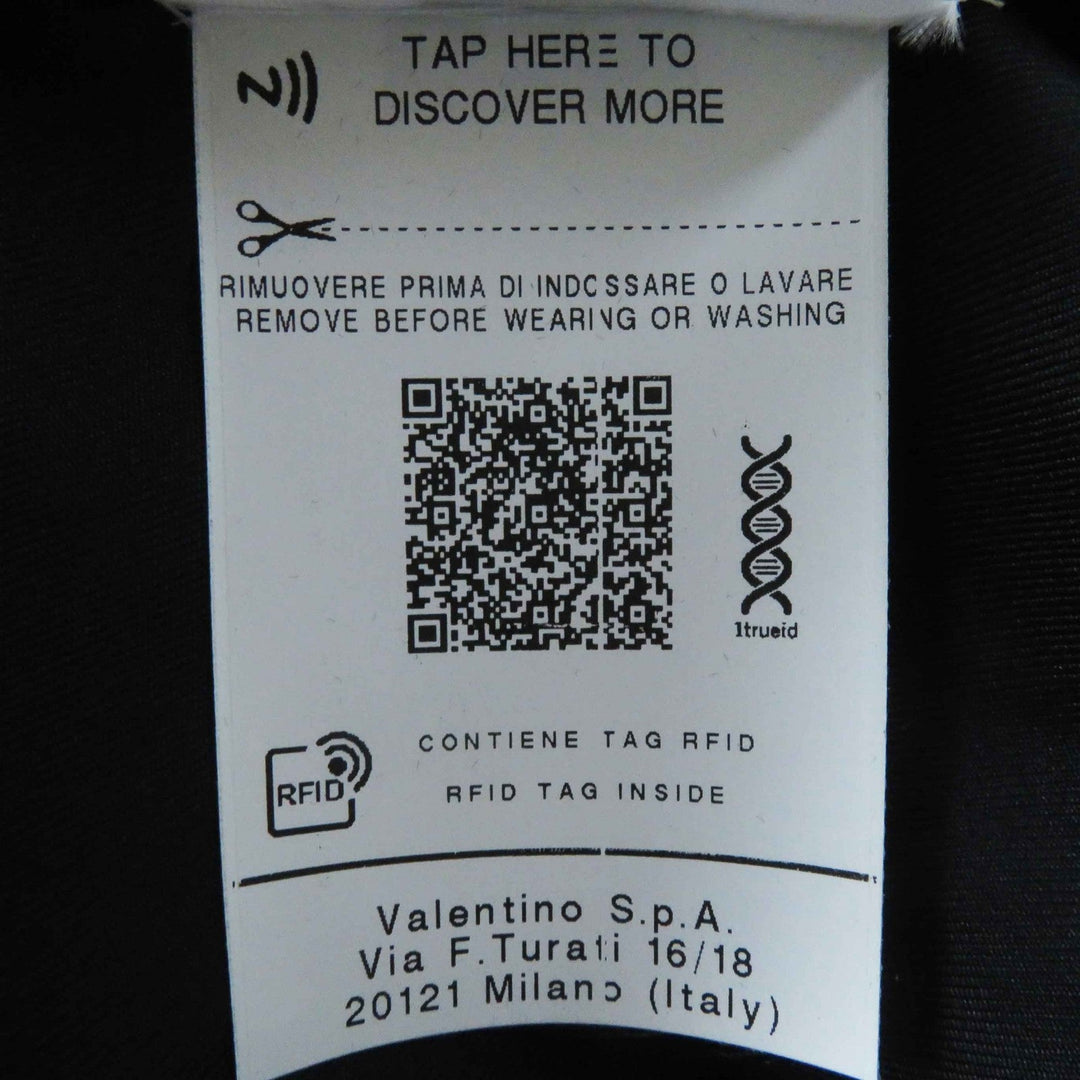 TAP HERE TO
DISCOVER MORE
RIMUOVERE PRIMA DI INDOSSARE O LAVARE
REMOVE BEFORE WEARING OR WASHING
1trueid
RFID
CONTIENE TAG RFID
RFID TAG INSIDE
Valentino S.p.A.
Via F.Turati 16/18
20121 Milano (Italy)